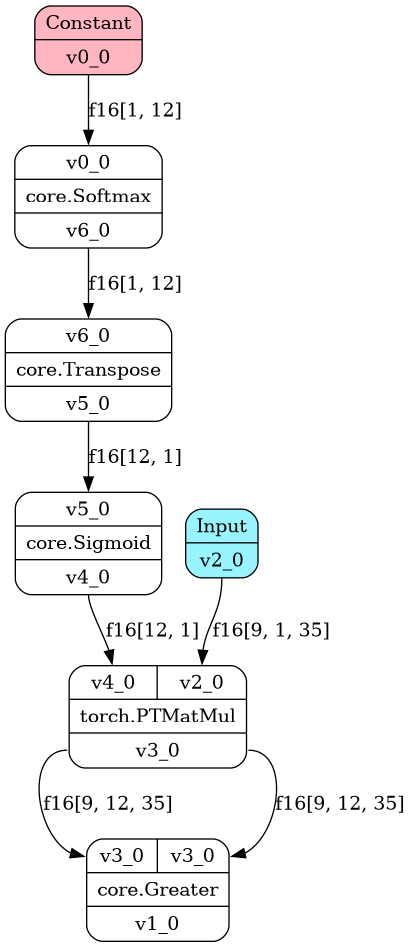 Constant
v0_0
f16[1, 12]
v0_0
core.Softmax
v6_0
f16[1, 12]
v6_0
core.Transpose
v5_0
f16[12, 1]
v5_0
core.Sigmoid
v4_0
Input
v2_0
f16[12, 1]
f16[9, 1, 35]
v4_0
v2_0
torch.PTMatMul
v3_0
f16[9, 12, 35]
f16[9, 12, 35]
v3_0
v3_0
core.Greater
v1_0